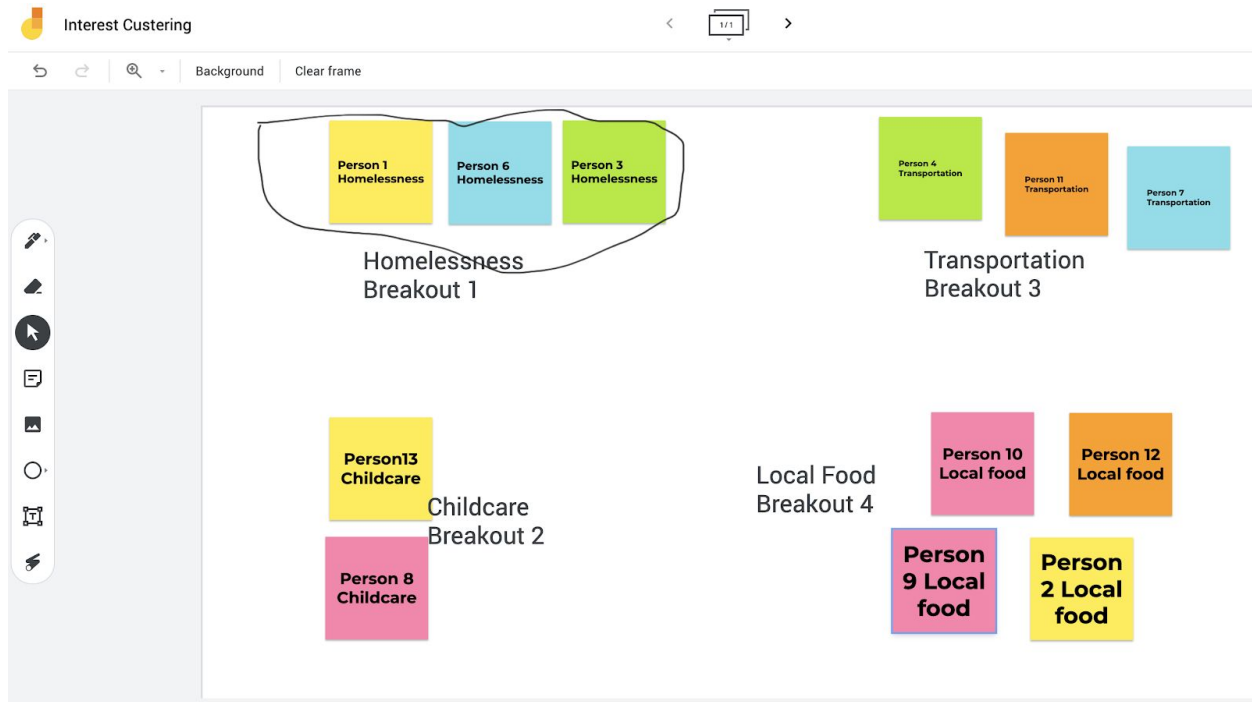 Interest Custering
1/1
Background
Clear frame
Person 1
Homelessness
Person 6
Homelessness
Person 3
Homelessness
Homelessness
Breakout 1
Person 4
Transportation
Person 11
Transportation
Person 7
Transportation
Transportation
Breakout 3
Person13
Childcare
Person 8
Childcare
Childcare
Breakout 2
Local Food
Breakout 4
Person 10
Local food
Person 12
Local food
Person
9 Local
food
Person
2 Local
food